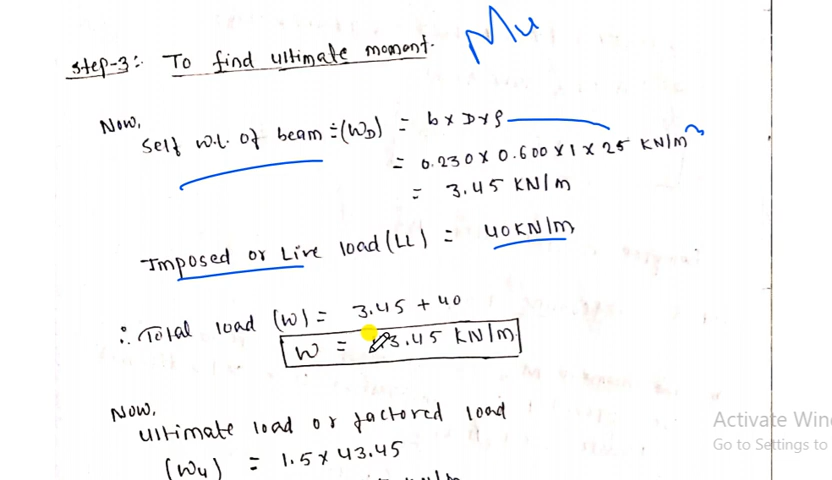 Mu
Step-3: To find ultimate moment.
Now,
Self wt. of beam :- (WD) = b x D x ρ
= 0.230 x 0.600 x 1 x 25 KN/m³
= 3.45 KN/m
Imposed or Live load (LL) = 40 KN/m
∴ Total load (W) = 3.45 + 40
W = 43.45 KN/m
Now,
Ultimate load or factored load
(Wu) = 1.5 x 43.45
Activate Win
Go to Settings to